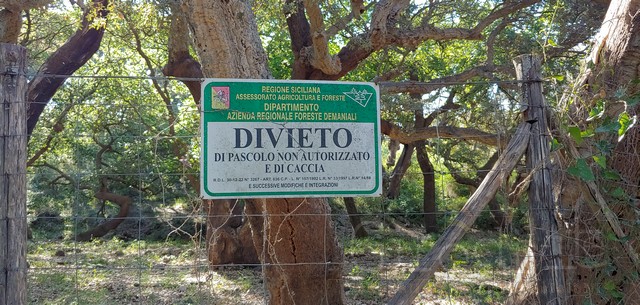 REGIONE SICILIANA
ASSESSORATO AGRICOLTURA E FORESTE
DIPARTIMENTO
AZIENDA REGIONALE FORESTE DEMANIALI
DIVIETO
DI PASCOLO NON AUTORIZZATO
E DI CACCIA
E SUCCESSIVE MODIFICHE E INTEGRAZIONI